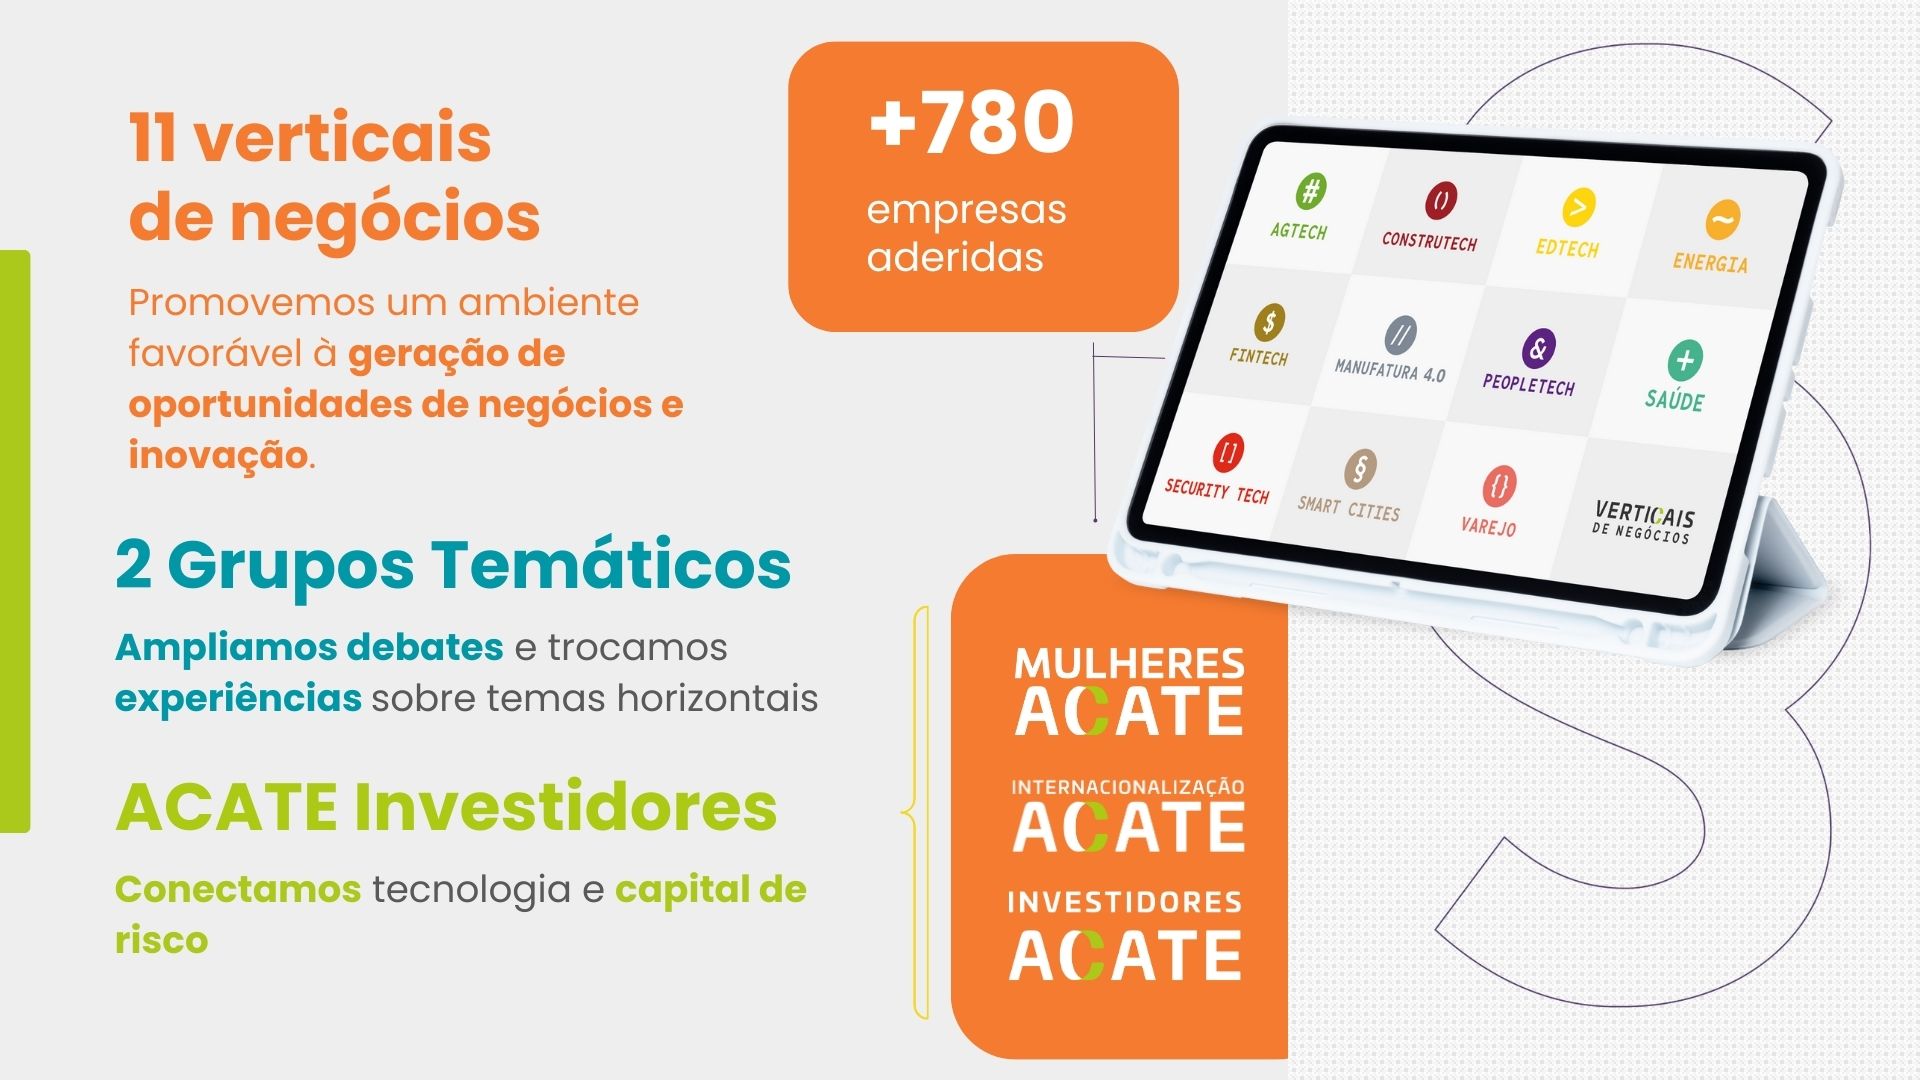 11 verticais
de negócios
Promovemos um ambiente
favorável à geração de
oportunidades de negócios e
inovação.
2 Grupos Temáticos
Ampliamos debates e trocamos
experiências sobre temas horizontais
ACATE Investidores
Conectamos tecnologia e capital de
risco
+780
empresas
aderidas
#
AGTECH
()
CONSTRUTECH
>
EDTECH
~
ENERGIA
$
FINTECH
//
MANUFATURA 4.0
&
PEOPLETECH
+
SAÚDE
[]
SECURITY TECH
§
SMART CITIES
{}
VAREJO
VERTICAIS
DE NEGÓCIOS
MULHERES
ACATE
INTERNACIONALIZAÇÃO
ACATE
INVESTIDORES
ACATE